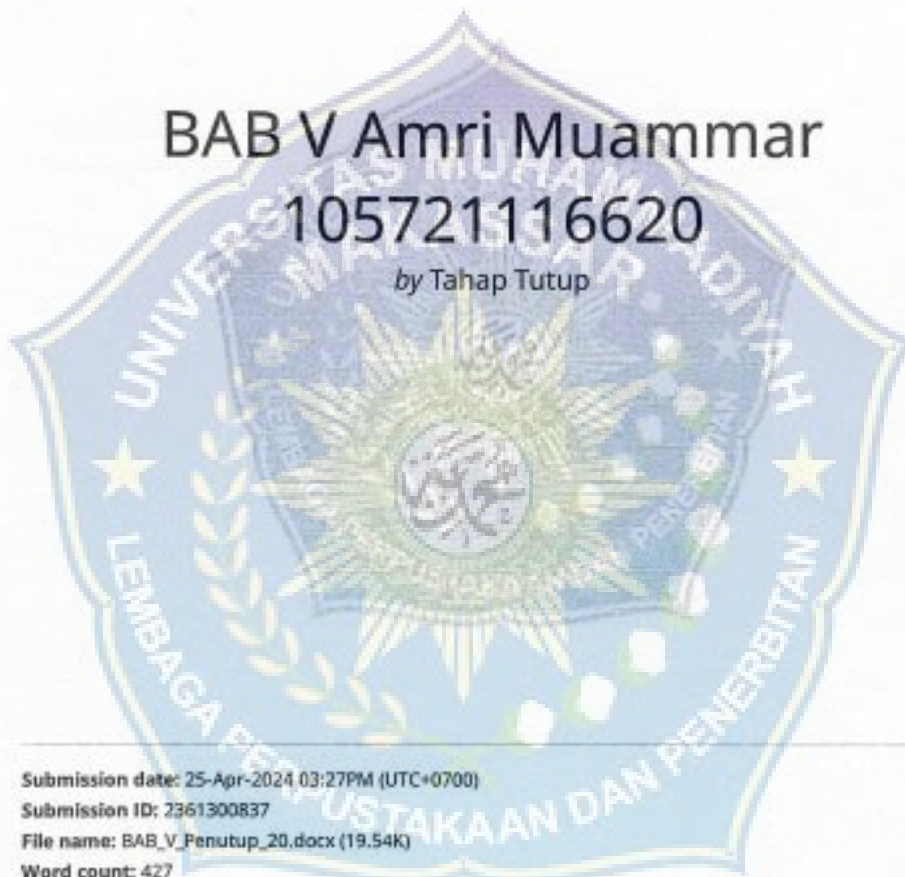 BAB V Amri Muammar
105721116620
by Tahap Tutup
UNIVERSITAS MUHAMMADIYAH
MAKASSAR
LEMBAGA PERPUSTAKAAN DAN PENERBITAN
Submission date: 25-Apr-2024 03:27PM (UTC+0700)
Submission ID: 2361300837
File name: BAB_V_Penutup_20.docx (19.54K)
Word count: 427